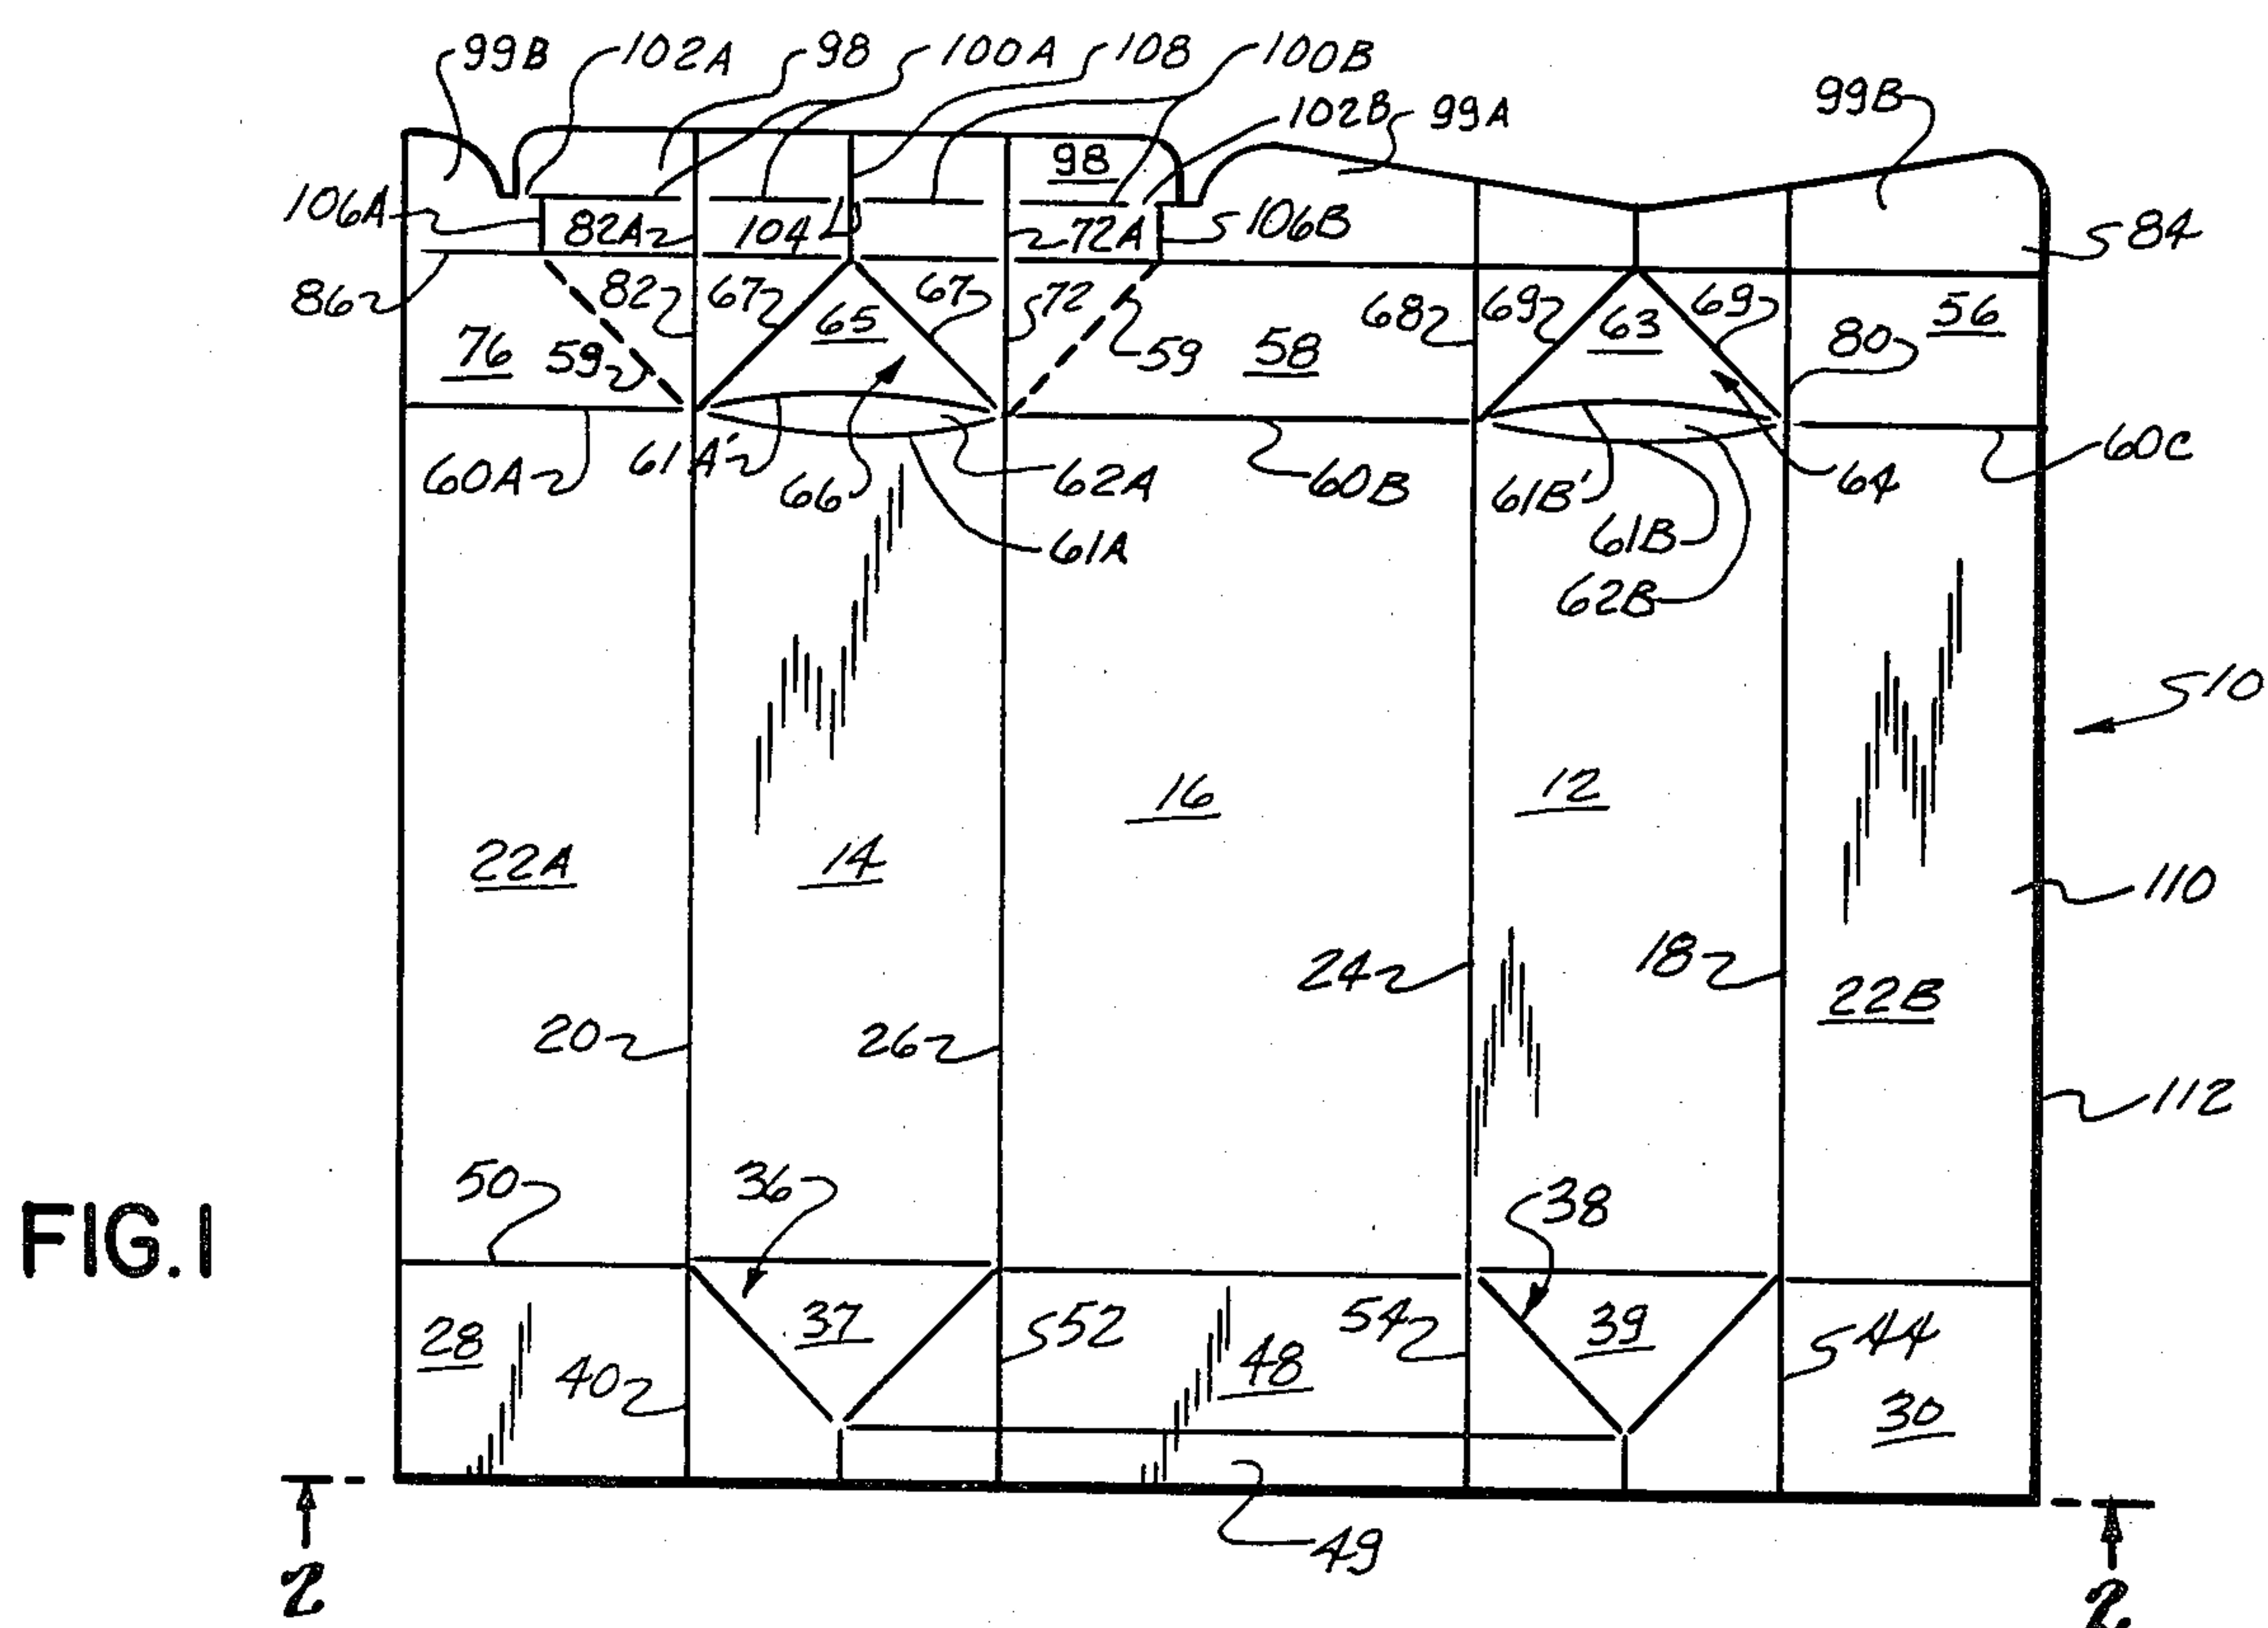 99B 102A 98 100A 108 100B
102B 99A 99B
106A 82A 104 98 72A 106B 84
86 82 67 65 67 72 68 69 63 69 56
76 59 59 58 80
60A 61A' 66 62A 60B 61B' 64 60C
61A 61B
62B
10
16 12
22A 14 110
24 18 22B
20 26
112
50 36 38
FIG.1
28 37 52 54 39 44
40 48 30
49
2 2